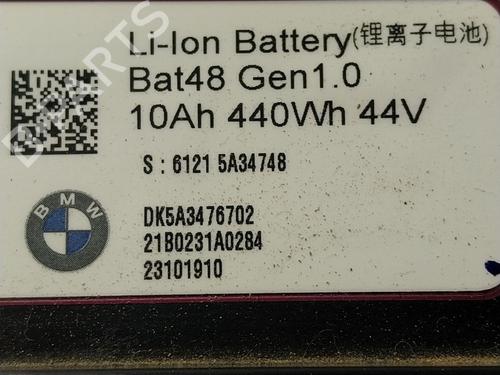 Li-Ion Battery(锂离子电池)
Bat48 Gen1.0
10Ah 440Wh 44V
S : 6121 5A34748
BMW
DK5A3476702
21B0231A0284
23101910